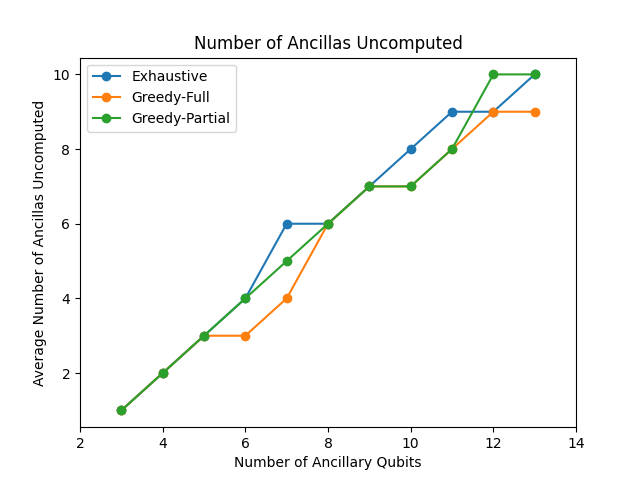 Number of Ancillas Uncomputed
Exhaustive
Greedy-Full
Greedy-Partial
Average Number of Ancillas Uncomputed
10
8
6
4
2
2 4 6 8 10 12 14
Number of Ancillary Qubits